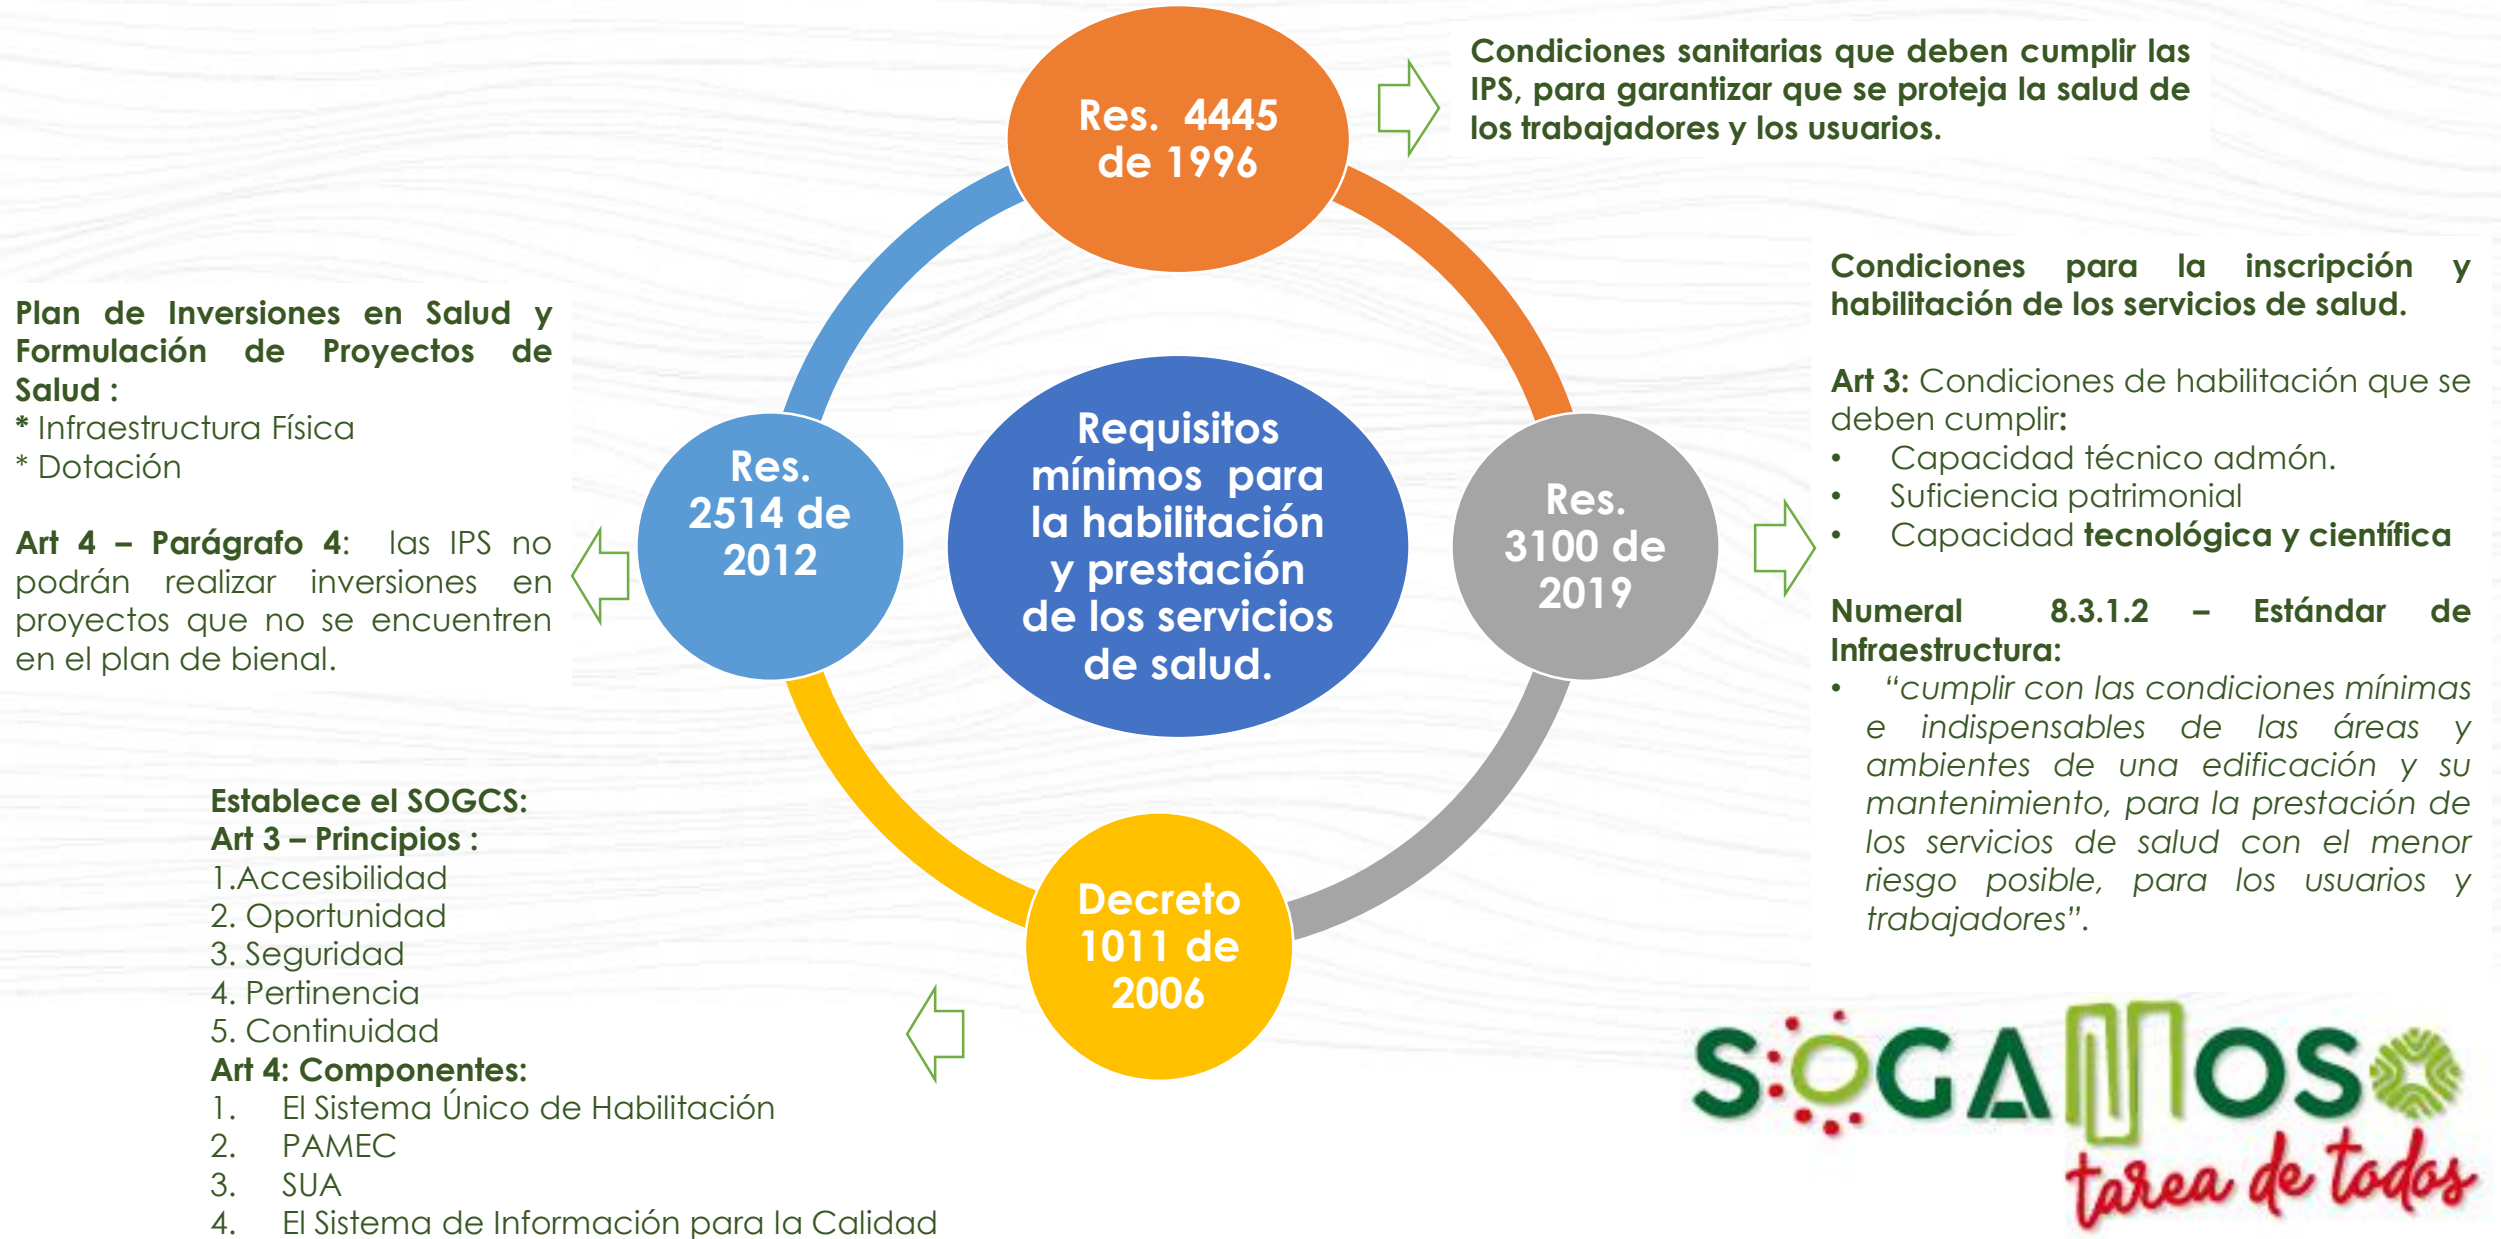 Res. 4445
de 1996
Condiciones sanitarias que deben cumplir las
IPS, para garantizar que se proteja la salud de
los trabajadores y los usuarios.
Plan de Inversiones en Salud y
Formulación de Proyectos de
Salud :
* Infraestructura Física
* Dotación
Art 4 – Parágrafo 4: las IPS no
podrán realizar inversiones en
proyectos que no se encuentren
en el plan de bienal.
Res.
2514 de
2012
Requisitos
mínimos para
la habilitación
y prestación
de los servicios
de salud.
Res.
3100 de
2019
Condiciones para la inscripción y
habilitación de los servicios de salud.
Art 3: Condiciones de habilitación que se
deben cumplir:
• Capacidad técnico admón.
• Suficiencia patrimonial
• Capacidad tecnológica y científica
Numeral 8.3.1.2 – Estándar de
Infraestructura:
• “cumplir con las condiciones mínimas
e indispensables de las áreas y
ambientes de una edificación y su
mantenimiento, para la prestación de
los servicios de salud con el menor
riesgo posible, para los usuarios y
trabajadores”.
Decreto
1011 de
2006
Establece el SOGCS:
Art 3 – Principios :
1.Accesibilidad
2. Oportunidad
3. Seguridad
4. Pertinencia
5. Continuidad
Art 4: Componentes:
1. El Sistema Único de Habilitación
2. PAMEC
3. SUA
4. El Sistema de Información para la Calidad
SOGAMOSO
tarea de todos